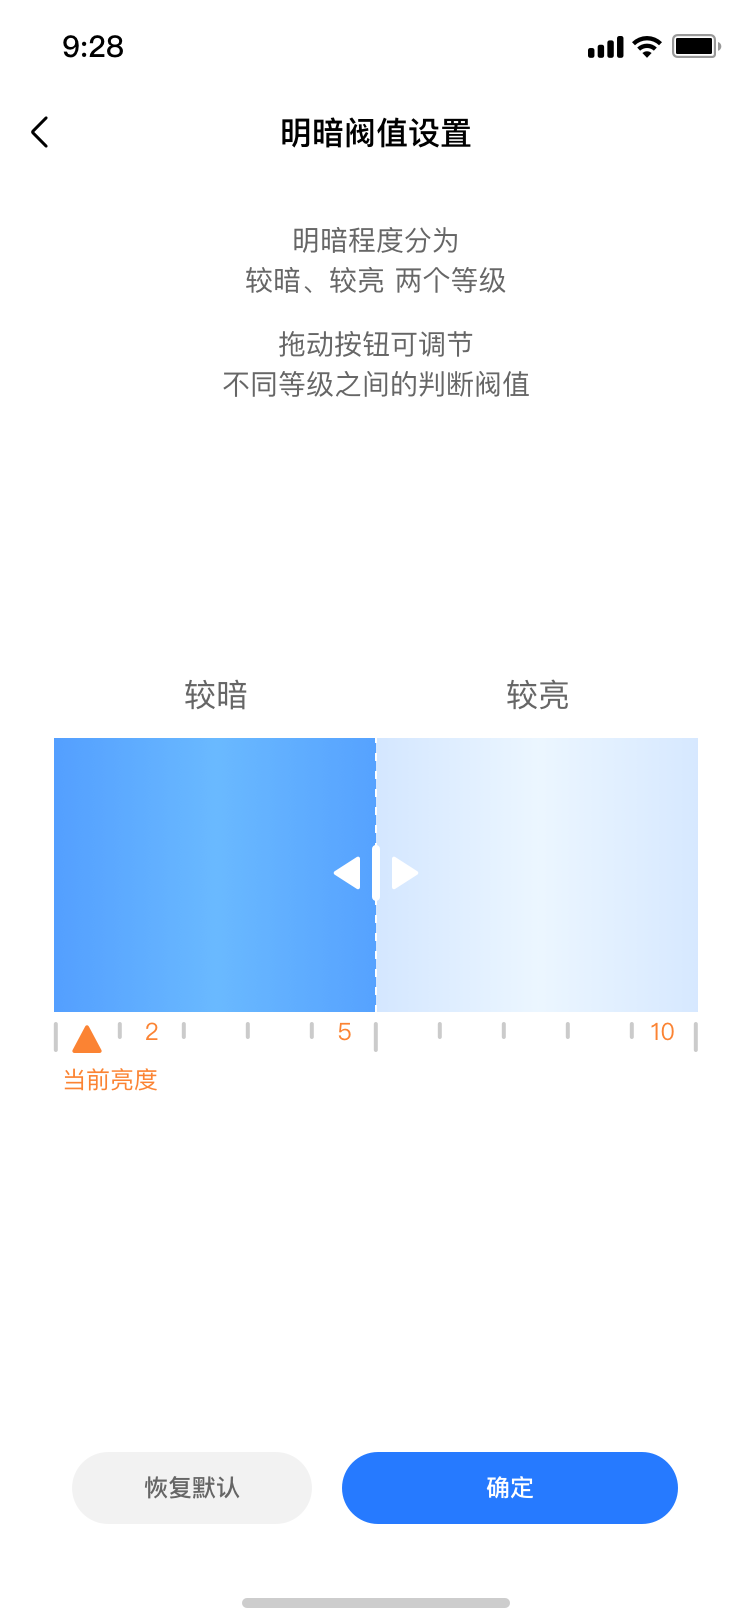 9:28
明暗阀值设置
明暗程度分为
较暗、较亮 两个等级
拖动按钮可调节
不同等级之间的判断阀值
较暗 较亮
2 5 10
当前亮度
恢复默认 确定